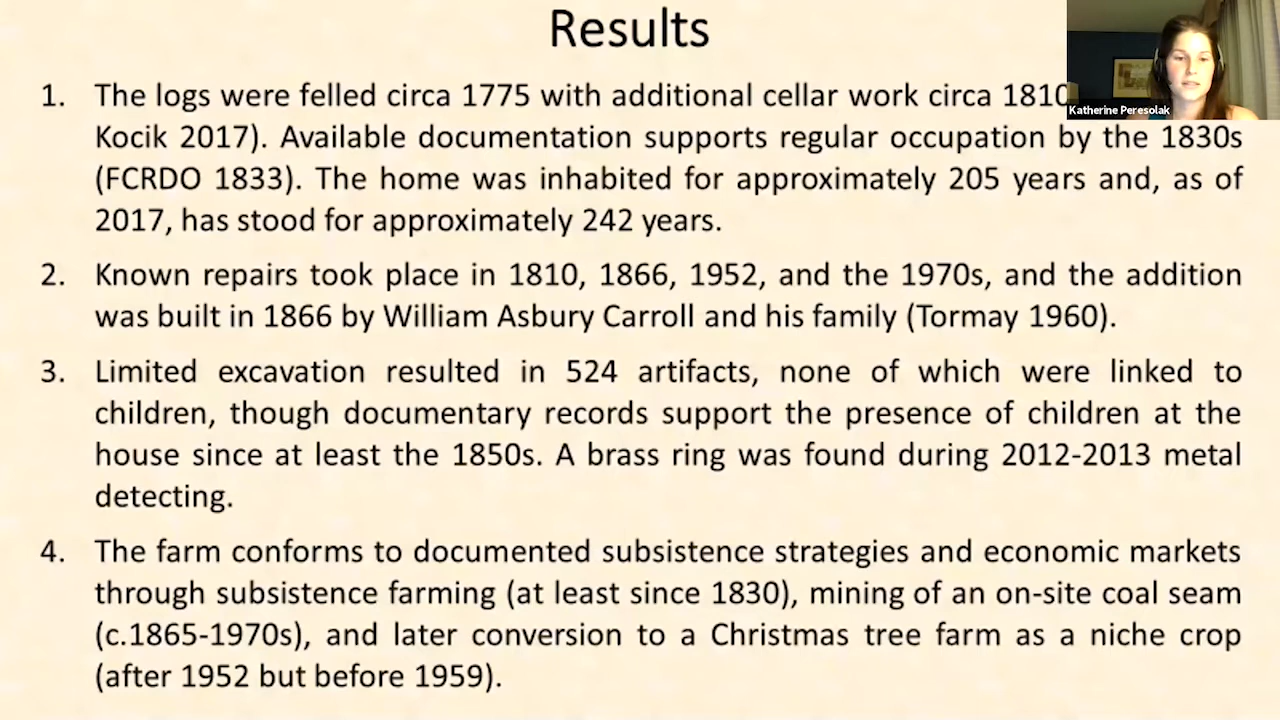 Results
1. The logs were felled circa 1775 with additional cellar work circa 1810
Katherine Peresolak
Kocik 2017). Available documentation supports regular occupation by the 1830s
(FCRDO 1833). The home was inhabited for approximately 205 years and, as of
2017, has stood for approximately 242 years.
2. Known repairs took place in 1810, 1866, 1952, and the 1970s, and the addition
was built in 1866 by William Asbury Carroll and his family (Tormay 1960).
3. Limited excavation resulted in 524 artifacts, none of which were linked to
children, though documentary records support the presence of children at the
house since at least the 1850s. A brass ring was found during 2012-2013 metal
detecting.
4. The farm conforms to documented subsistence strategies and economic markets
through subsistence farming (at least since 1830), mining of an on-site coal seam
(c.1865-1970s), and later conversion to a Christmas tree farm as a niche crop
(after 1952 but before 1959).